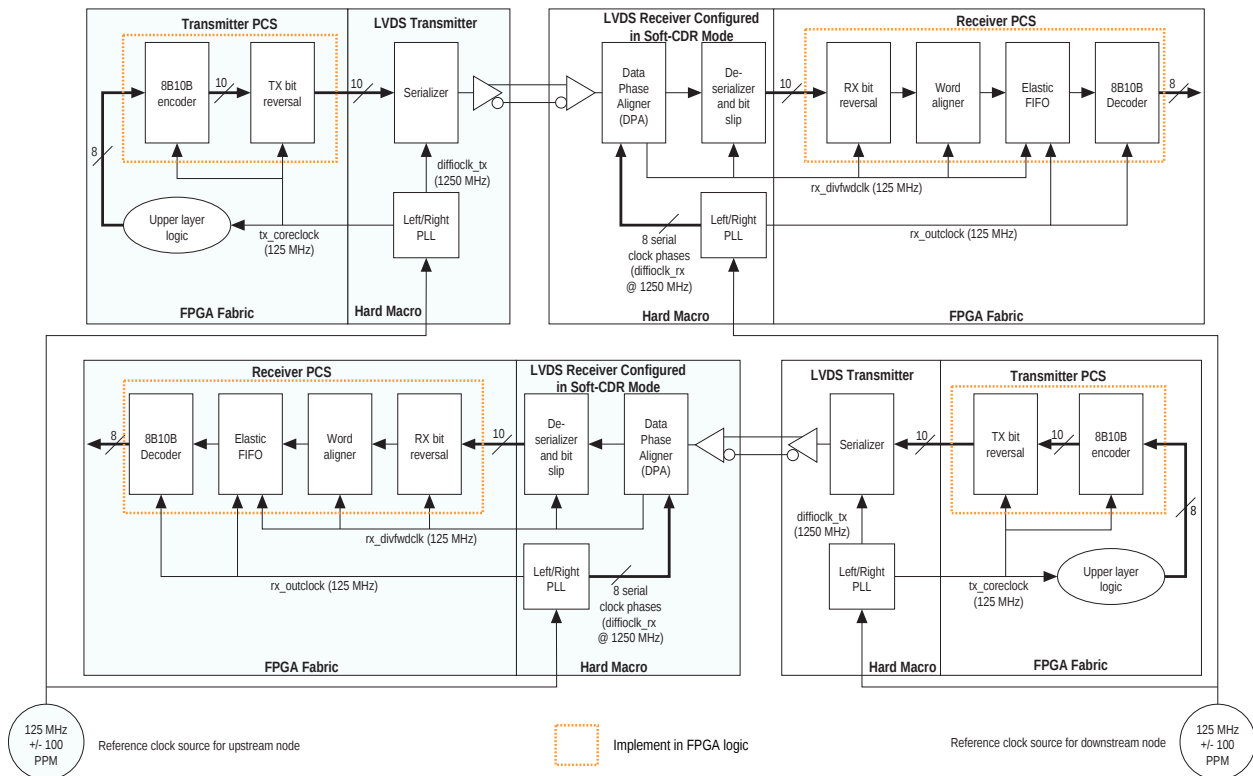 Transmitter PCS
LVDS Transmitter
LVDS Receiver Configured
in Soft-CDR Mode
Receiver PCS
8B10B
encoder
10
TX bit
reversal
10
Serializer
Data
Phase
Aligner
(DPA)
De-
serializer
and bit
slip
10
RX bit
reversal
Word
aligner
Elastic
FIFO
8B10B
Decoder
8
8
diffioclk_tx
(1250 MHz)
rx_divfwdclk (125 MHz)
Upper layer
logic
tx_coreclock
(125 MHz)
Left/Right
PLL
8 serial
clock phases
(diffioclk_rx
@ 1250 MHz)
Left/Right
PLL
rx_outclock (125 MHz)
FPGA Fabric
Hard Macro
Hard Macro
FPGA Fabric
Receiver PCS
LVDS Receiver Configured
in Soft-CDR Mode
LVDS Transmitter
Transmitter PCS
8
8B10B
Decoder
Elastic
FIFO
Word
aligner
RX bit
reversal
10
De-
serializer
and bit
slip
Data
Phase
Aligner
(DPA)
Serializer
10
TX bit
reversal
10
8B10B
encoder
8
rx_divfwdclk (125 MHz)
diffioclk_tx
(1250 MHz)
rx_outclock (125 MHz)
Left/Right
PLL
8 serial
clock phases
(diffioclk_rx
@ 1250 MHz)
Left/Right
PLL
tx_coreclock
(125 MHz)
Upper layer
logic
FPGA Fabric
Hard Macro
Hard Macro
FPGA Fabric
125 MHz
+/- 100
PPM
Reference clock source for upstream node
Implement in FPGA logic
Reference clock source for downstream node
125 MHz
+/- 100
PPM